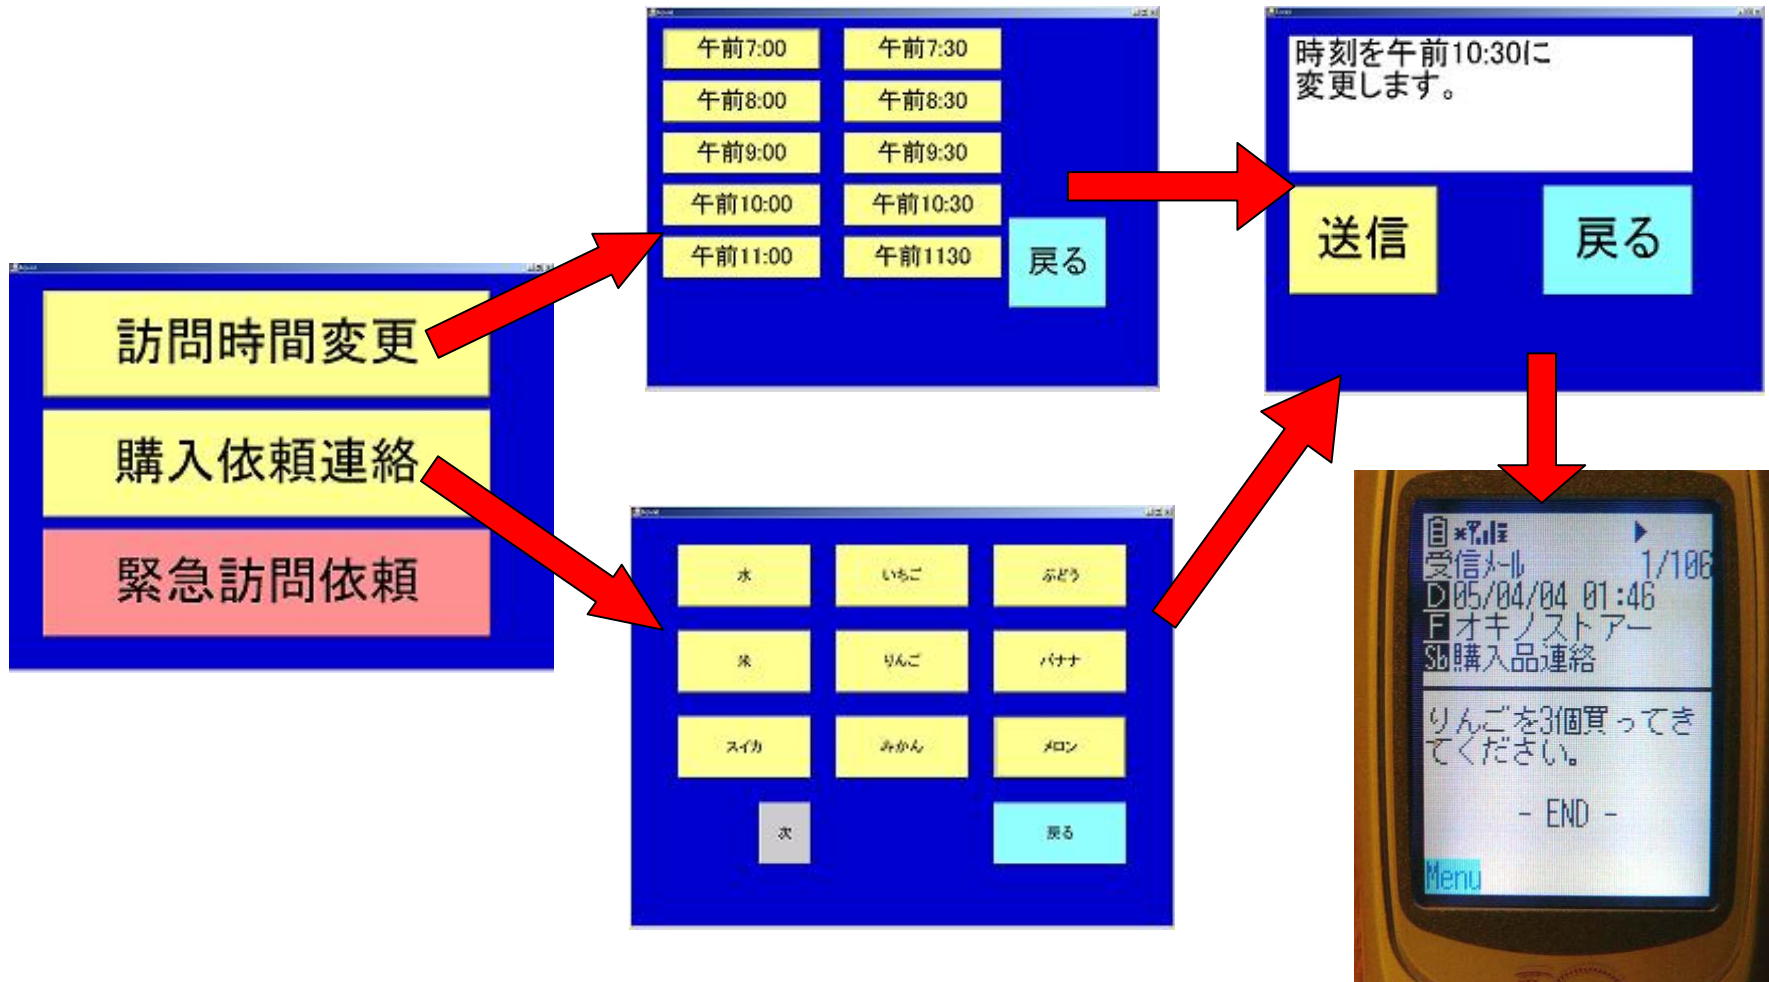 訪問時間変更
購入依頼連絡
緊急訪問依頼
午前7:00 午前7:30
午前8:00 午前8:30
午前9:00 午前9:30
午前10:00 午前10:30
午前11:00 午前1130
戻る
水 いちご ぶどう
米 りんご バナナ
スイカ みかん メロン
次 戻る
時刻を午前10:30に
変更します。
送信 戻る
受信メール 1/106
D 05/04/04 01:46
F オキノストアー
Sb 購入品連絡
りんごを3個買ってき
てください。
- END -
Menu